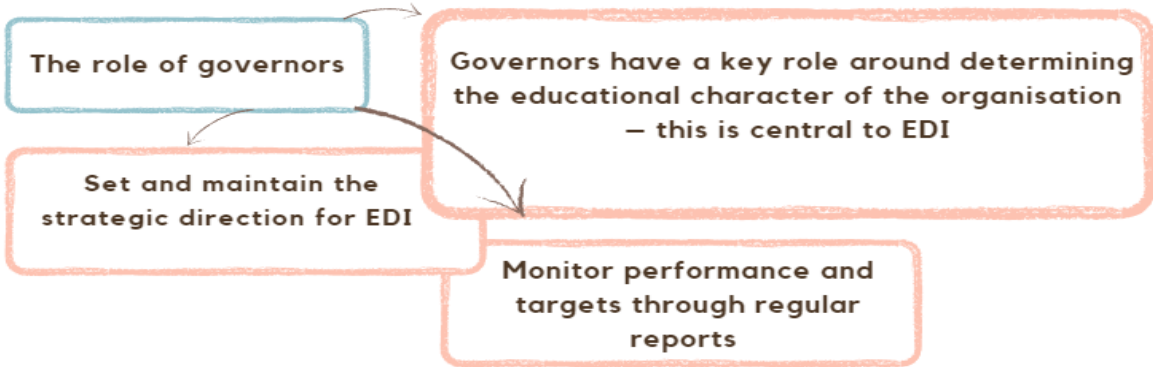 The role of governors
Governors have a key role around determining
the educational character of the organisation
– this is central to EDI
Set and maintain the
strategic direction for EDI
Monitor performance and
targets through regular
reports